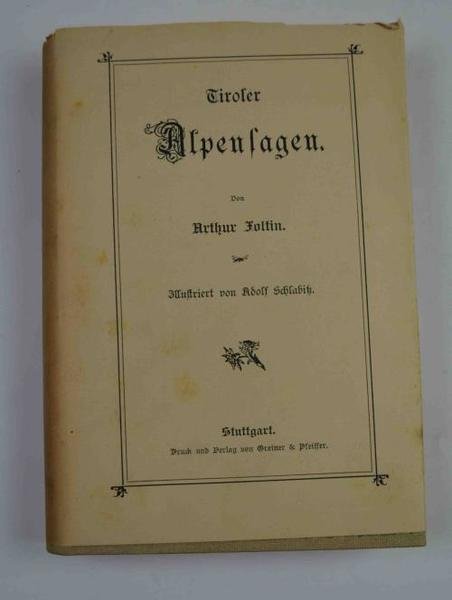 Tiroler
Alpenſagen.
Von
Arthur Foltin.
Illuſtriert von Adolf Schlabitz.
Stuttgart.
Druck und Verlag von Greiner & Pfeiffer.